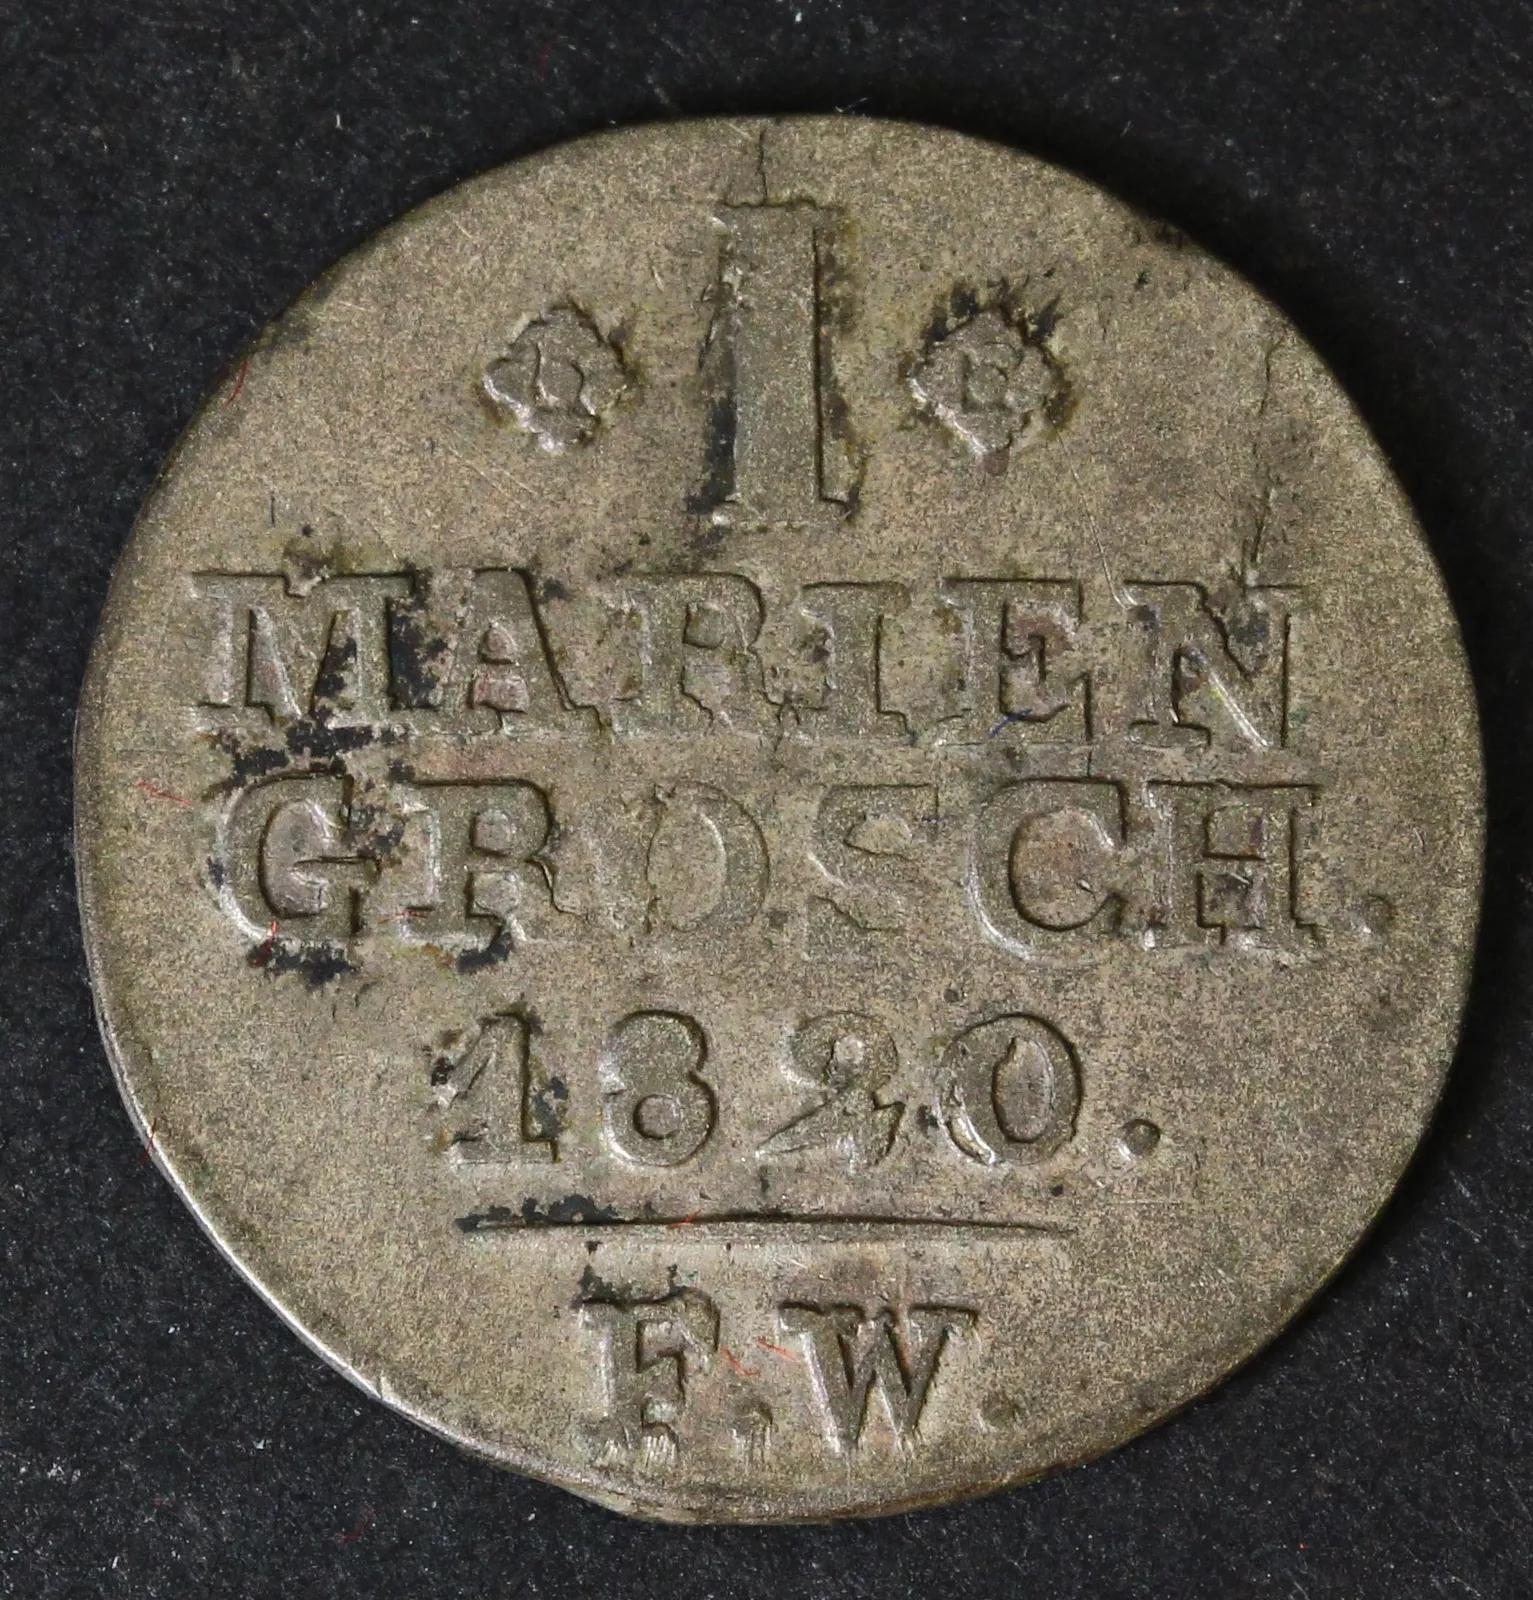 1
MARIEN
GROSCH.
1820.
F.W.